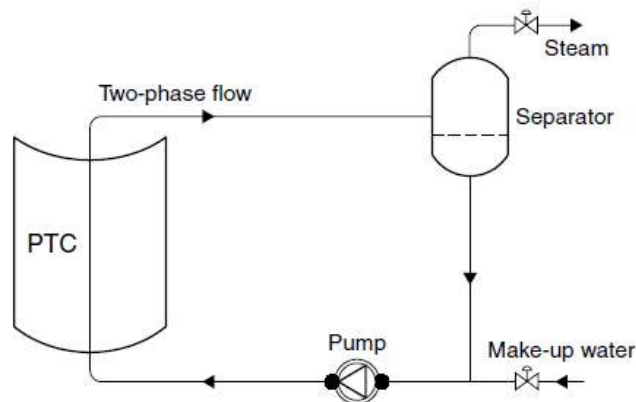 Steam
Two-phase flow
Separator
PTC
Pump
Make-up water